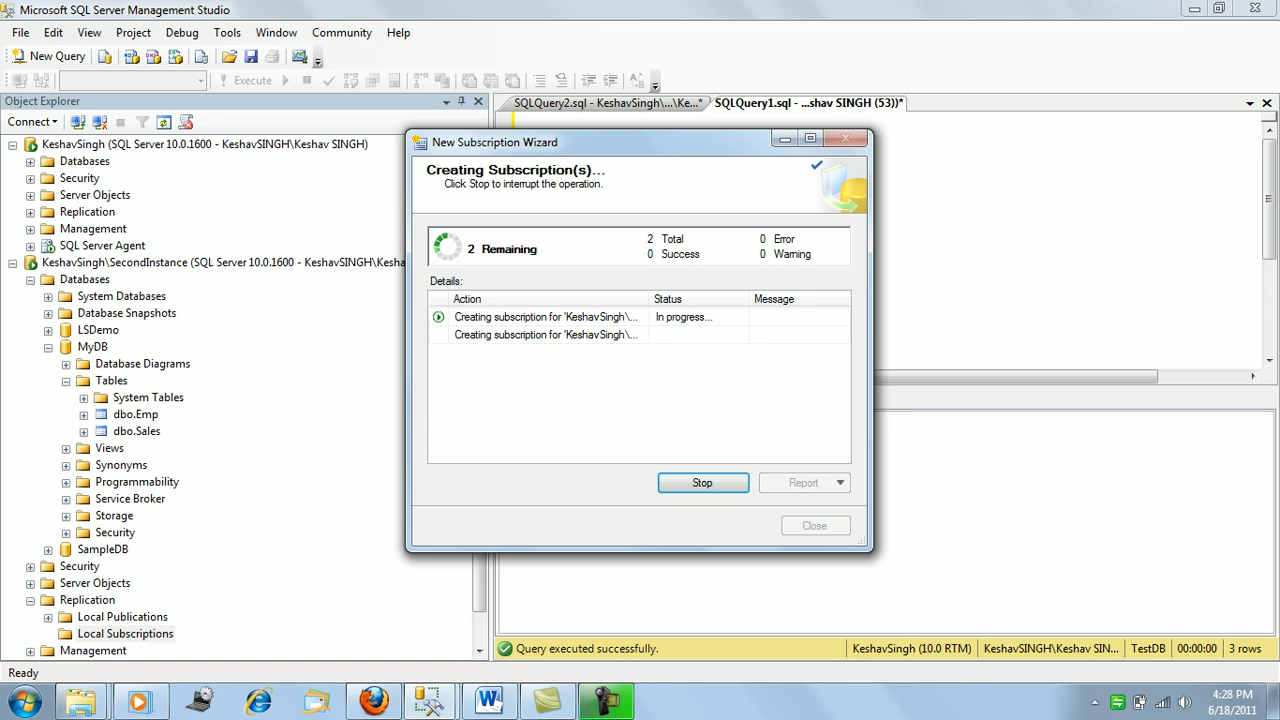 Microsoft SQL Server Management Studio
File Edit View Project Debug Tools Window Community Help
New Query
Execute
Object Explorer
SQLQuery2.sql - KeshavSingh\...\Ke...* SQLQuery1.sql - ...shav SINGH (53))*
Connect
KeshavSingh (SQL Server 10.0.1600 - KeshavSINGH\Keshav SINGH)
Databases
Security
Server Objects
Replication
Management
SQL Server Agent
KeshavSingh\SecondInstance (SQL Server 10.0.1600 - KeshavSINGH\Kesha
Databases
System Databases
Database Snapshots
LSDemo
MyDB
Database Diagrams
Tables
System Tables
dbo.Emp
dbo.Sales
Views
Synonyms
Programmability
Service Broker
Storage
Security
SampleDB
Security
Server Objects
Replication
Local Publications
Local Subscriptions
Management
New Subscription Wizard
Creating Subscription(s)...
Click Stop to interrupt the operation.
2 Remaining
2 Total 0 Error
0 Success 0 Warning
Details:
Action Status Message
Creating subscription for 'KeshavSingh\... In progress...
Creating subscription for 'KeshavSingh\...
Stop Report
Close
Query executed successfully. KeshavSingh (10.0 RTM) KeshavSINGH\Keshav SIN... TestDB 00:00:00 3 rows
Ready
4:28 PM
6/18/2011